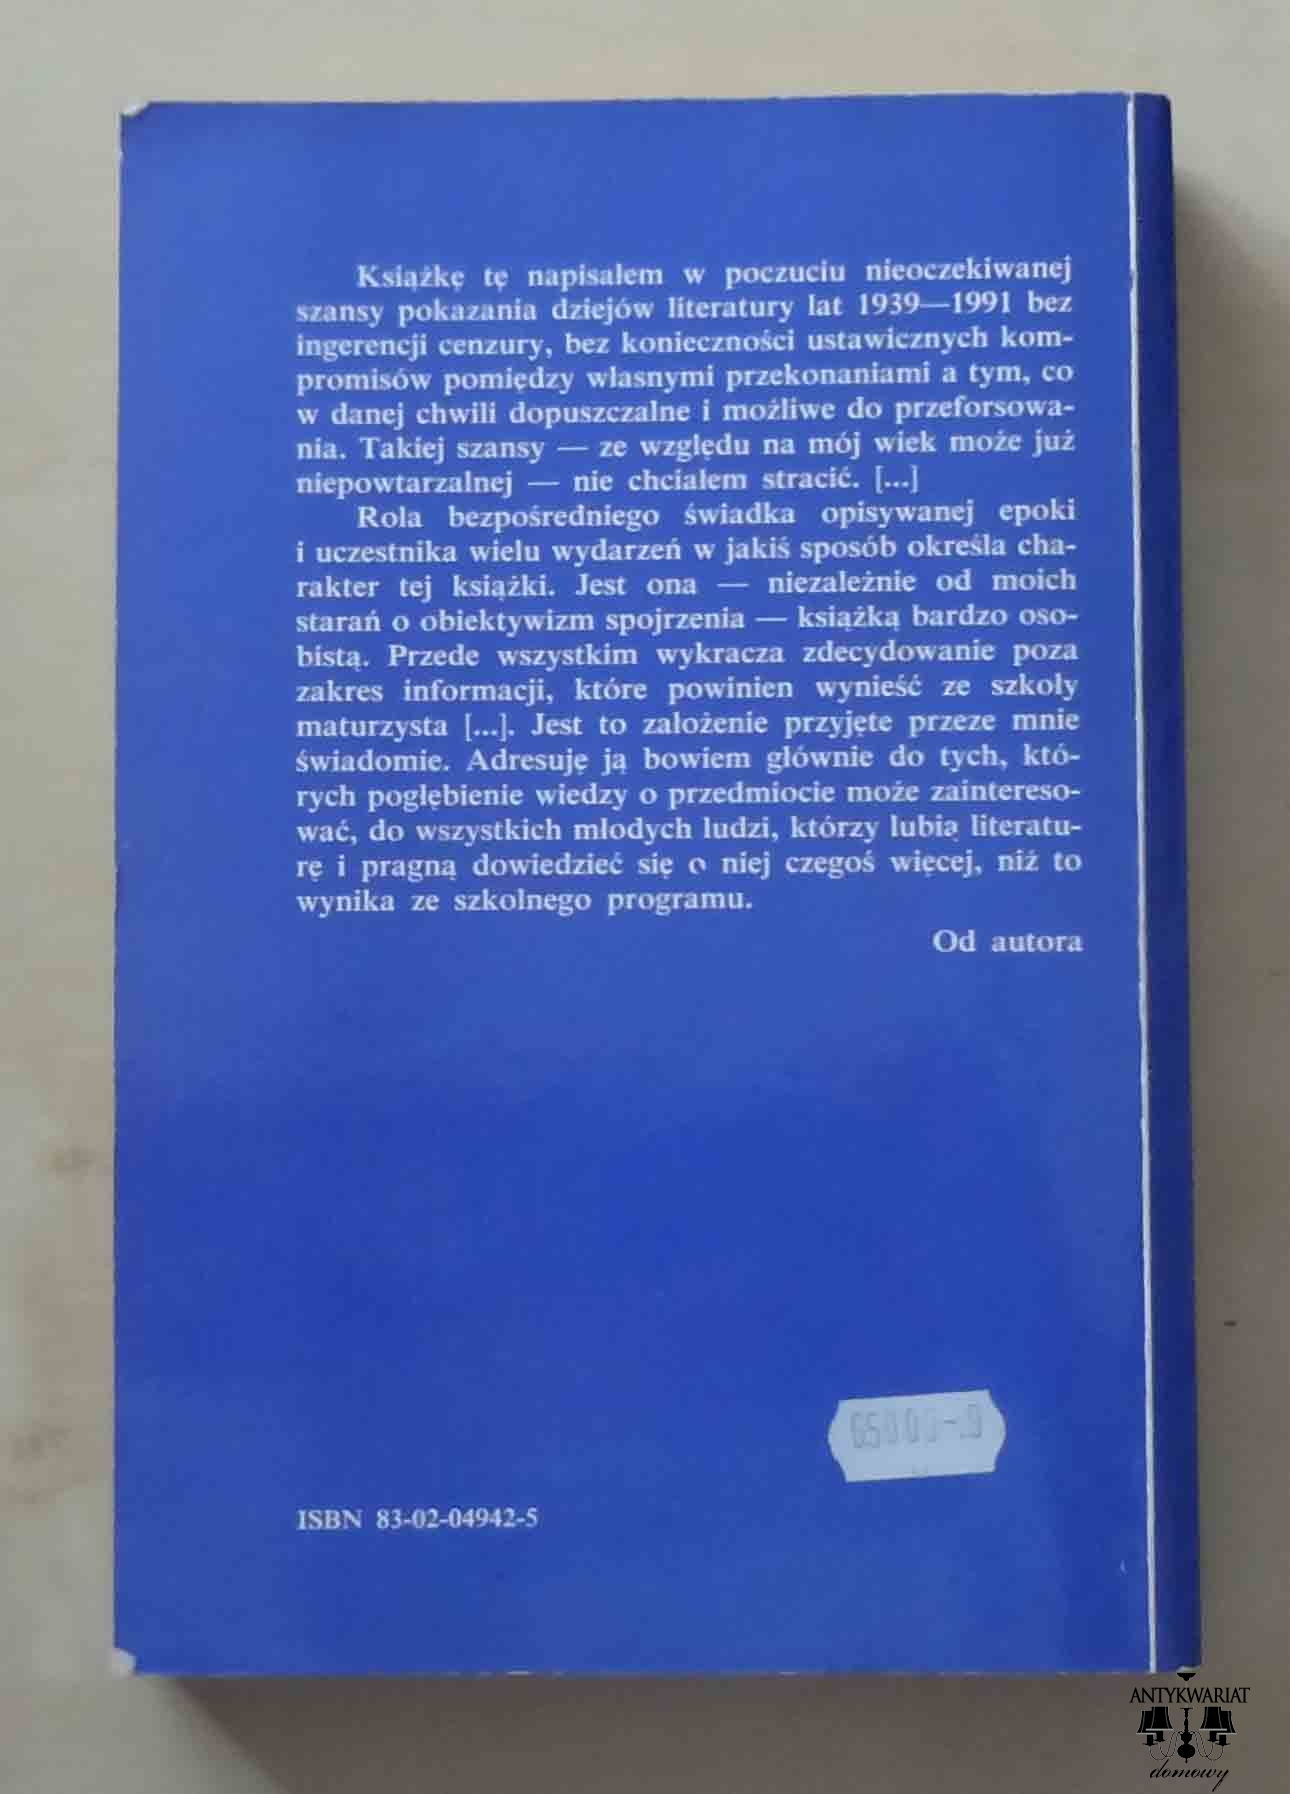 Książkę tę napisałem w poczuciu nieoczekiwanej
szansy pokazania dziejów literatury lat 1939—1991 bez
ingerencji cenzury, bez konieczności ustawicznych kom-
promisów pomiędzy własnymi przekonaniami a tym, co
w danej chwili dopuszczalne i możliwe do przeforsowa-
nia. Takiej szansy — ze względu na mój wiek może już
niepowtarzalnej — nie chciałem stracić. [...]
Rola bezpośredniego świadka opisywanej epoki
i uczestnika wielu wydarzeń w jakiś sposób określa cha-
rakter tej książki. Jest ona — niezależnie od moich
starań o obiektywizm spojrzenia — książką bardzo oso-
bistą. Przede wszystkim wykracza zdecydowanie poza
zakres informacji, które powinien wynieść ze szkoły
maturzysta [...]. Jest to założenie przyjęte przeze mnie
świadomie. Adresuję ją bowiem głównie do tych, któ-
rych pogłębienie wiedzy o przedmiocie może zaintereso-
wać, do wszystkich młodych ludzi, którzy lubią literatu-
rę i pragną dowiedzieć się o niej czegoś więcej, niż to
wynika ze szkolnego programu.
Od autora
ISBN 83-02-04942-5
ANTYKWARIAT
domowy